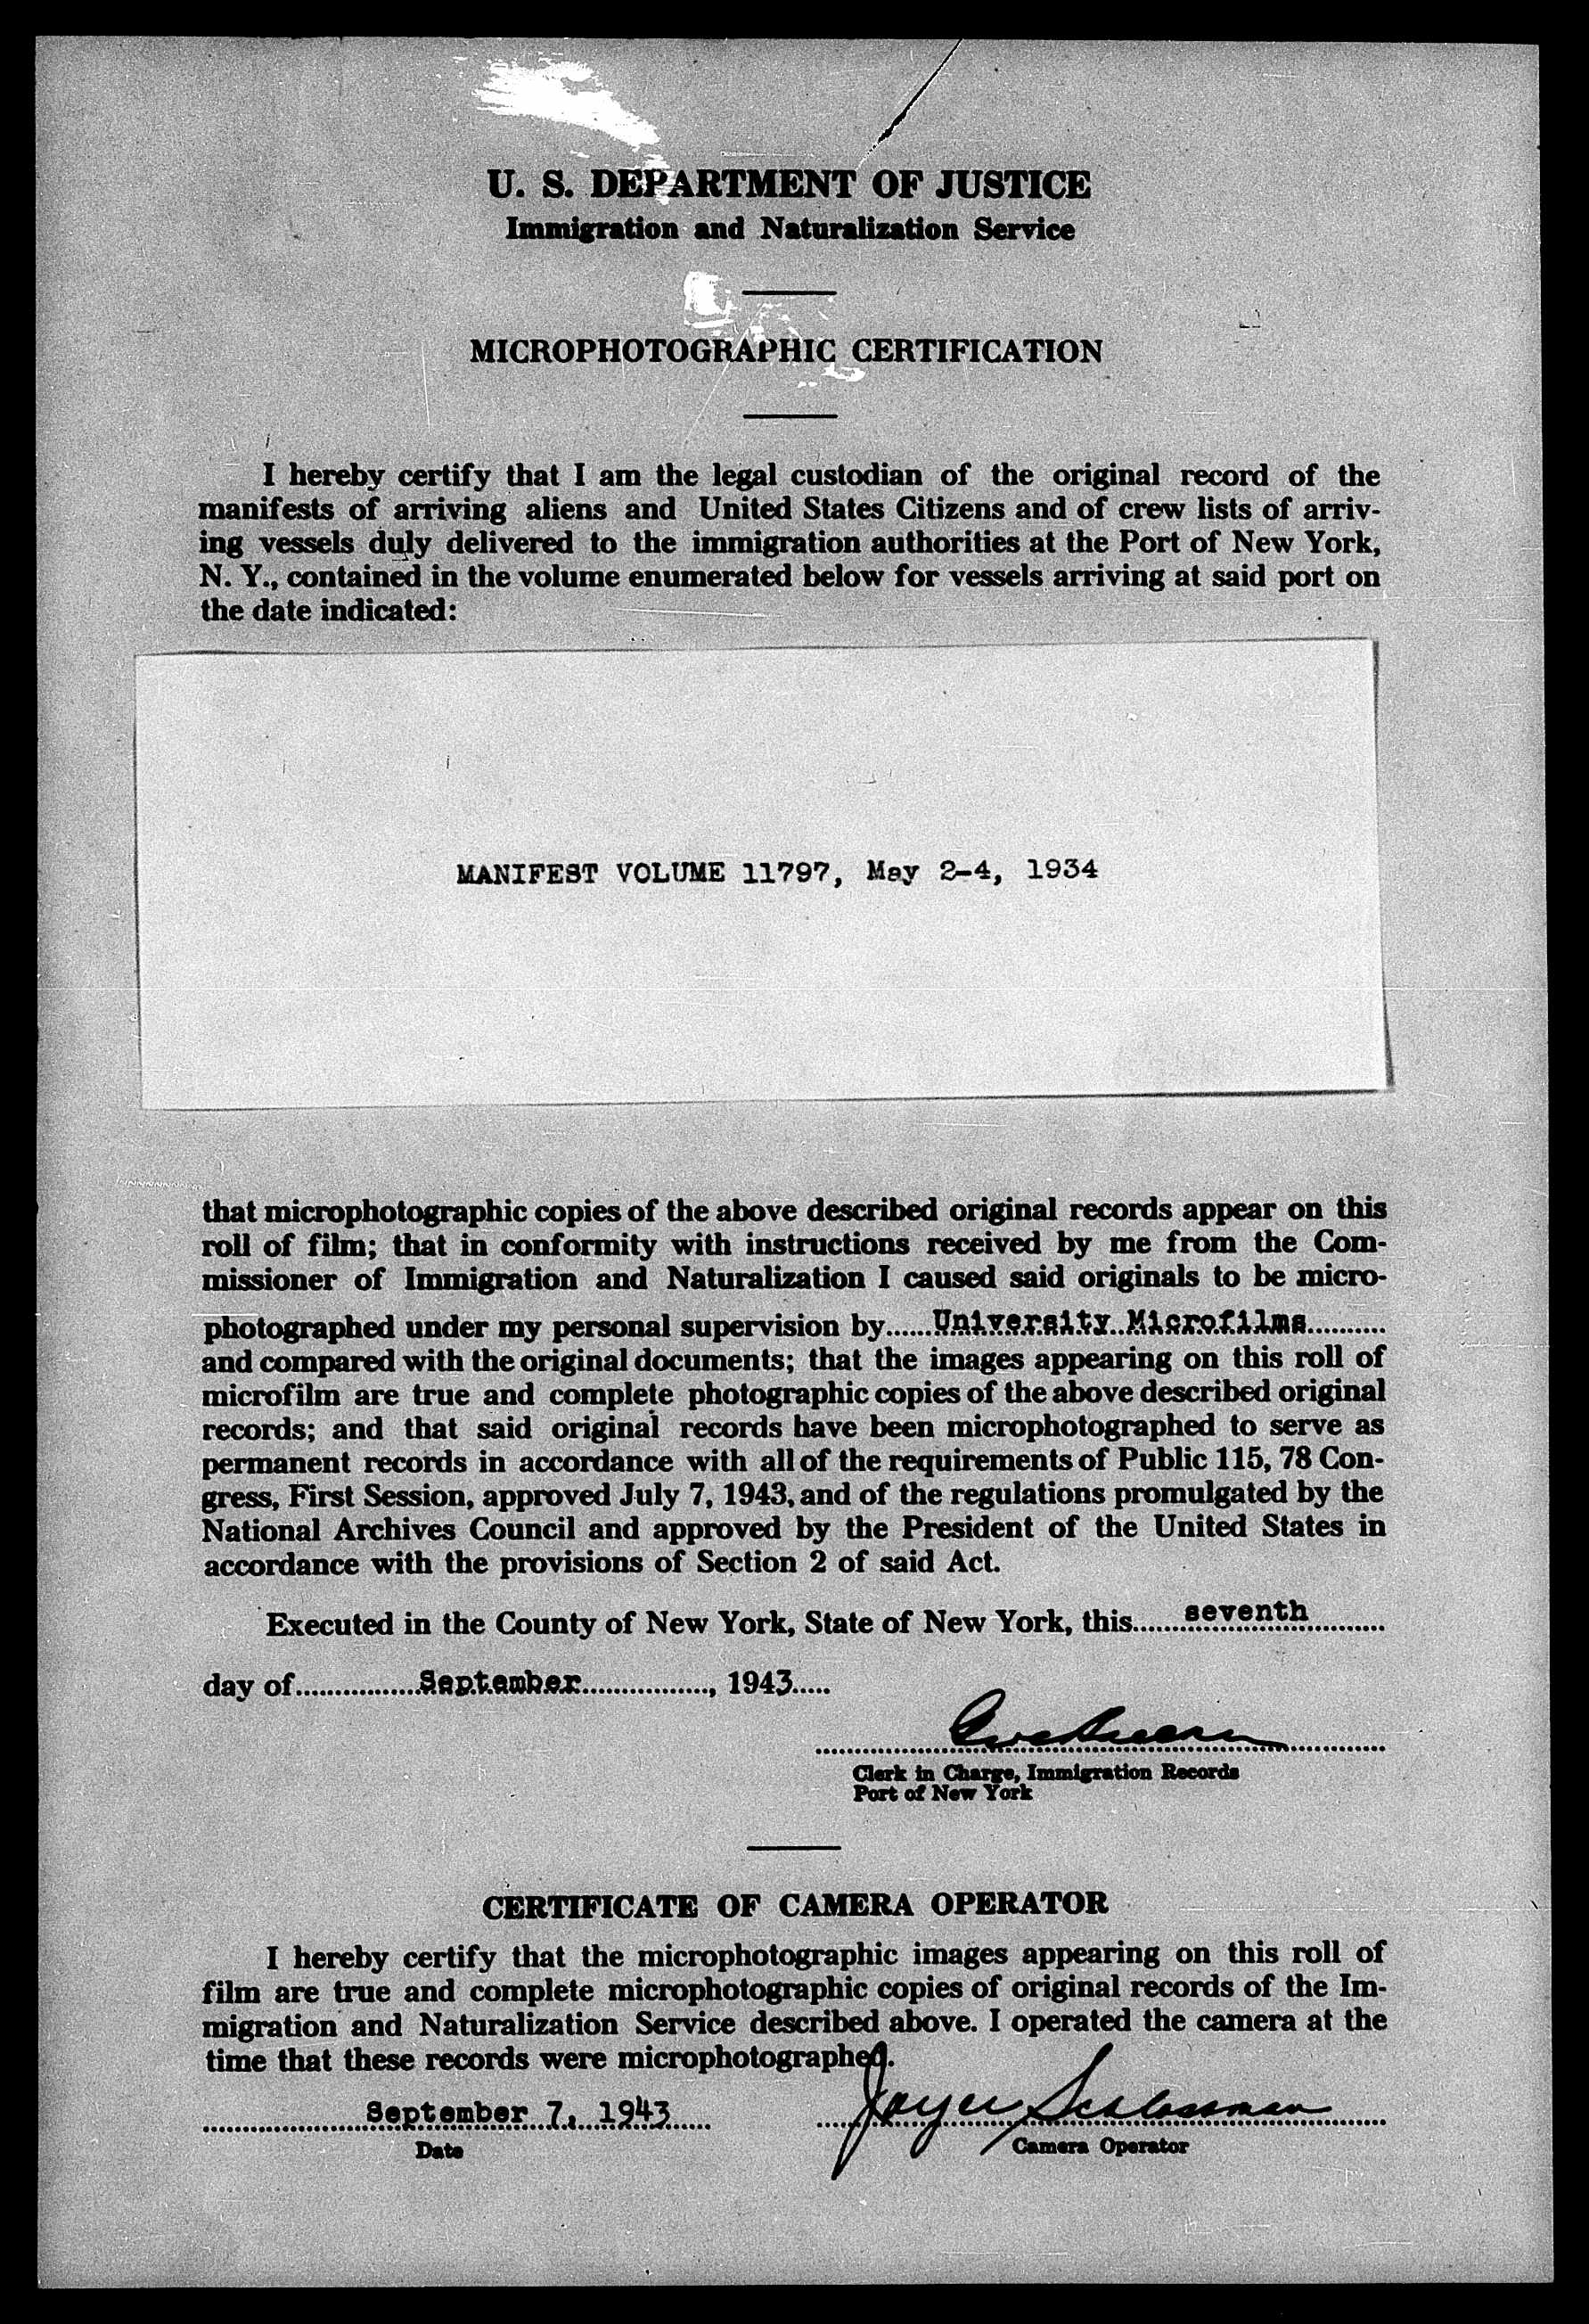 U. S. DEPARTMENT OF JUSTICE
Immigration and Naturalization Service
MICROPHOTOGRAPHIC CERTIFICATION
I hereby certify that I am the legal custodian of the original record of the
manifests of arriving aliens and United States Citizens and of crew lists of arriv-
ing vessels duly delivered to the immigration authorities at the Port of New York,
N. Y., contained in the volume enumerated below for vessels arriving at said port on
the date indicated:
MANIFEST VOLUME 11797, May 2-4, 1934
that microphotographic copies of the above described original records appear on this
roll of film; that in conformity with instructions received by me from the Com-
missioner of Immigration and Naturalization I caused said originals to be micro-
photographed under my personal supervision by......University Microfilms...........
and compared with the original documents; that the images appearing on this roll of
microfilm are true and complete photographic copies of the above described original
records; and that said original records have been microphotographed to serve as
permanent records in accordance with all of the requirements of Public 115, 78 Con-
gress, First Session, approved July 7, 1943, and of the regulations promulgated by the
National Archives Council and approved by the President of the United States in
accordance with the provisions of Section 2 of said Act.
Executed in the County of New York, State of New York, this......seventh..........
day of.................September................., 1943.....
Clerk in Charge, Immigration Records
Port of New York
CERTIFICATE OF CAMERA OPERATOR
I hereby certify that the microphotographic images appearing on this roll of
film are true and complete microphotographic copies of original records of the Im-
migration and Naturalization Service described above. I operated the camera at the
time that these records were microphotographed.
September 7, 1943 Schlossman
Date Camera Operator